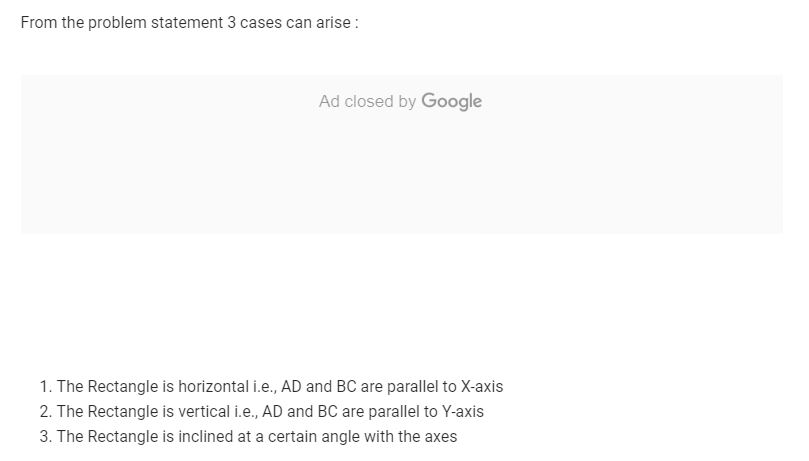 From the problem statement 3 cases can arise :
Ad closed by Google
1. The Rectangle is horizontal i.e., AD and BC are parallel to X-axis
2. The Rectangle is vertical i.e., AD and BC are parallel to Y-axis
3. The Rectangle is inclined at a certain angle with the axes